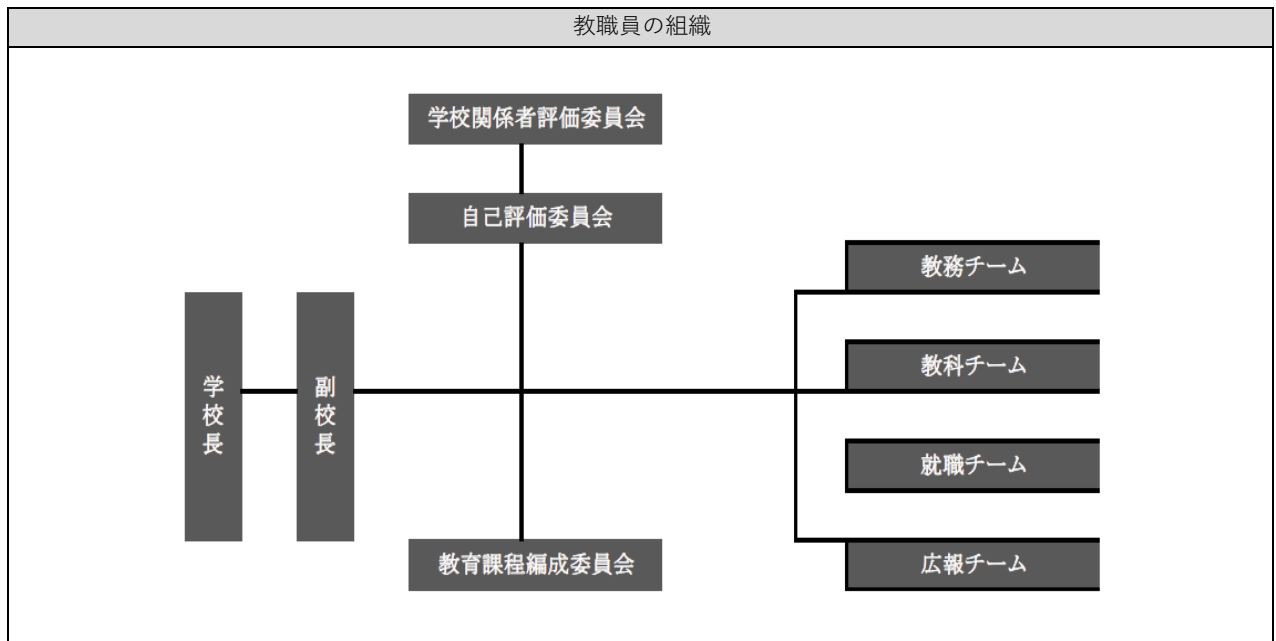 教職員の組織
学校関係者評価委員会
自己評価委員会
学校長
副校長
教務チーム
教科チーム
就職チーム
広報チーム
教育課程編成委員会